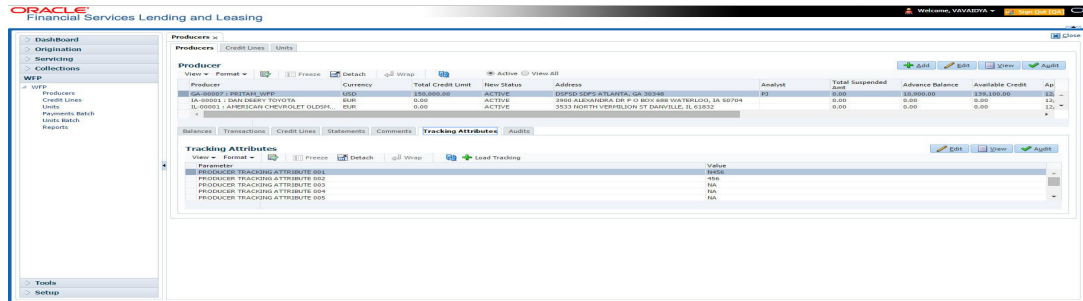 ORACLE
Financial Services Lending and Leasing
Welcome, VAVAIDYA
Sign Out [QA]
DashBoard
Origination
Servicing
Collections
WFP
WFP
Producers
Credit Lines
Units
Payments Batch
Units Batch
Reports
Tools
Setup
Producers
Close
Producers Credit Lines Units
Producer
Add Edit View Audit
View Format Freeze Detach Wrap Active View All
Producer Currency Total Credit Limit New Status Address Analyst Total Suspended Amt Advance Balance Available Credit Ap
GA-00007 : PRITAM_WFP USD 150,000.00 ACTIVE DSFSD SDFS ATLANTA, GA 30346 PJ 0.00 10,900.00 139,100.00 12,
IA-00001 : DAN DEERY TOYOTA EUR 0.00 ACTIVE 3900 ALEXANDRA DR P O BOX 688 WATERLOO, IA 50704 0.00 0.00 0.00 12,
IL-00001 : AMERICAN CHEVROLET OLDSM... EUR 0.00 ACTIVE 3533 NORTH VERMILION ST DANVILLE, IL 61832 0.00 0.00 0.00 12,
Balances Transactions Credit Lines Statements Comments Tracking Attributes Audits
Tracking Attributes
Edit View Audit
View Format Freeze Detach Wrap Load Tracking
Parameter Value
PRODUCER TRACKING ATTRIBUTE 001 N456
PRODUCER TRACKING ATTRIBUTE 002 456
PRODUCER TRACKING ATTRIBUTE 003 NA
PRODUCER TRACKING ATTRIBUTE 004 NA
PRODUCER TRACKING ATTRIBUTE 005 NA